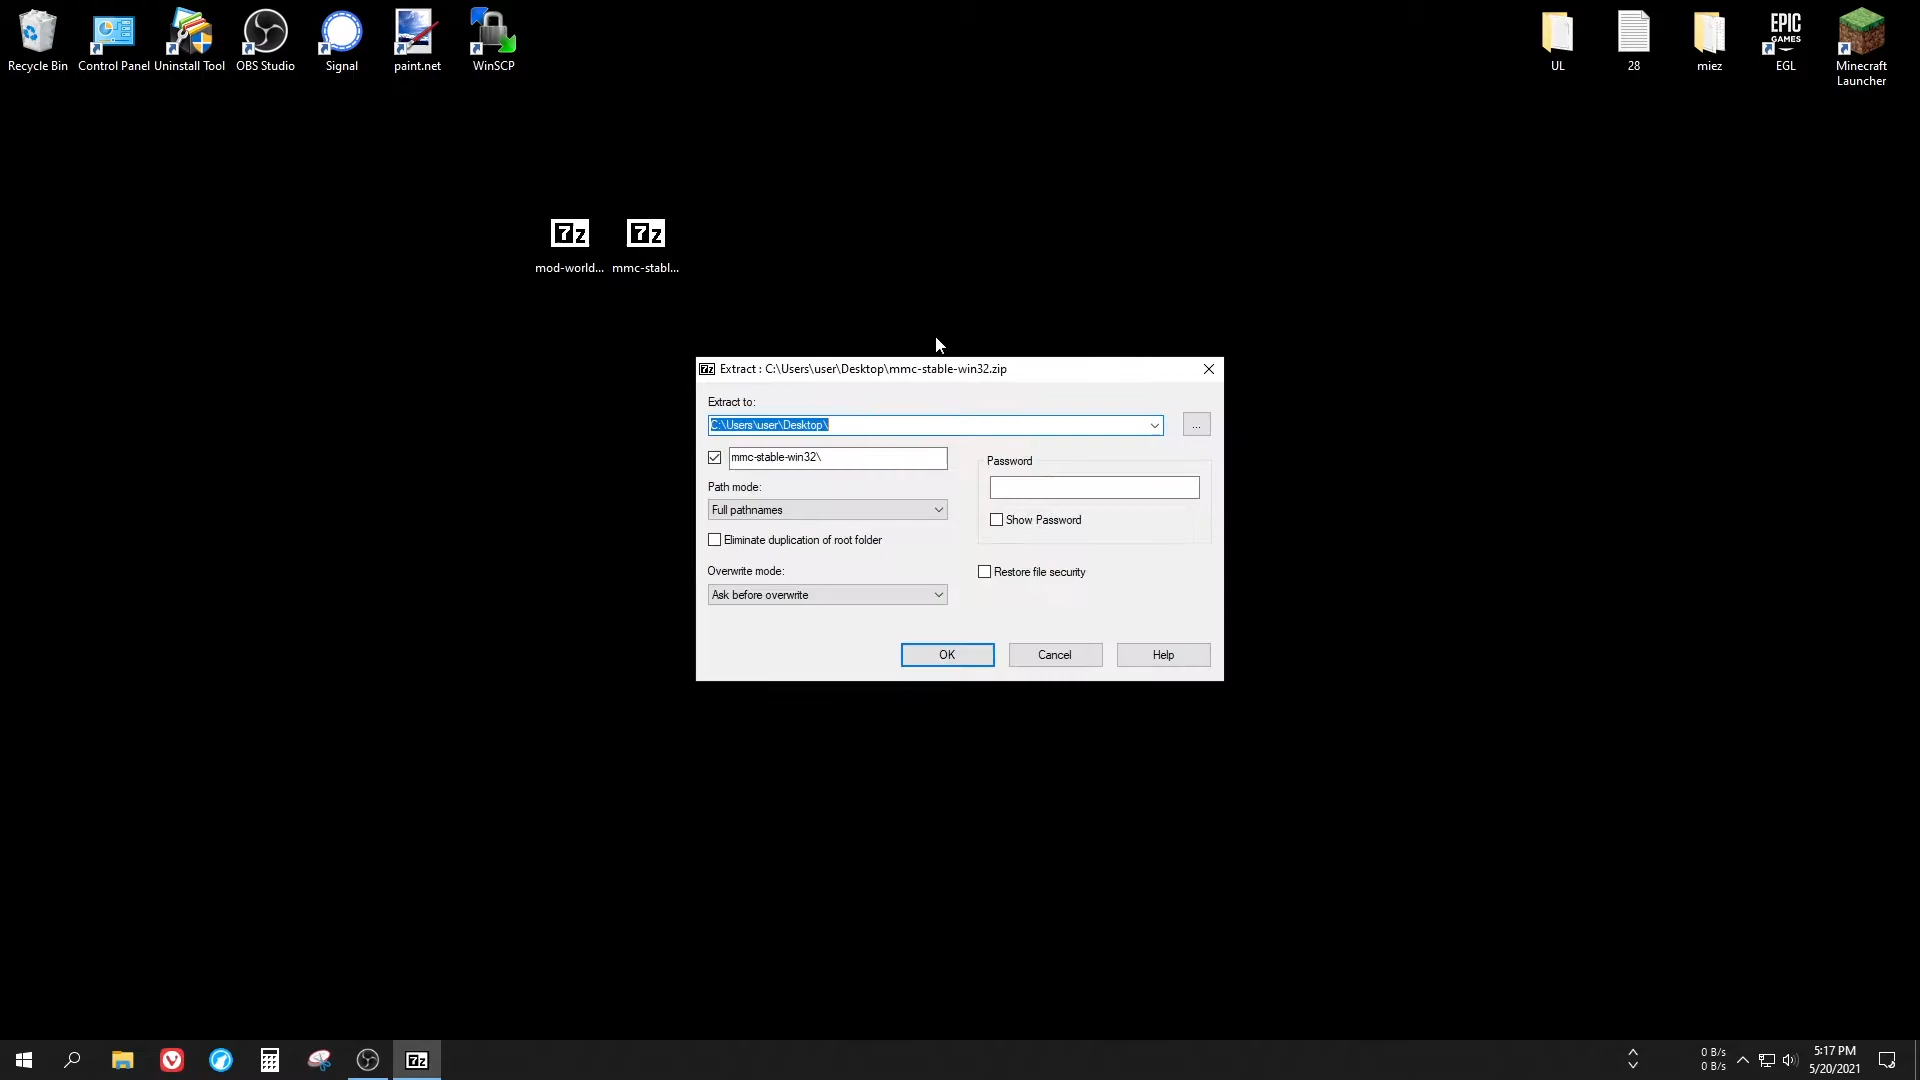 Recycle Bin
Control Panel
Uninstall Tool
OBS Studio
Signal
paint.net
WinSCP
UL
28
miez
EPIC
GAMES
EGL
Minecraft
Launcher
7z
mod-world...
7z
mmc-stabl...
7z Extract : C:\Users\user\Desktop\mmc-stable-win32.zip
Extract to:
C:\Users\user\Desktop\
...
mmc-stable-win32\
Password
Path mode:
Full pathnames
Show Password
Eliminate duplication of root folder
Overwrite mode:
Restore file security
Ask before overwrite
OK
Cancel
Help
7z
0 B/s
0 B/s
5:17 PM
5/20/2021